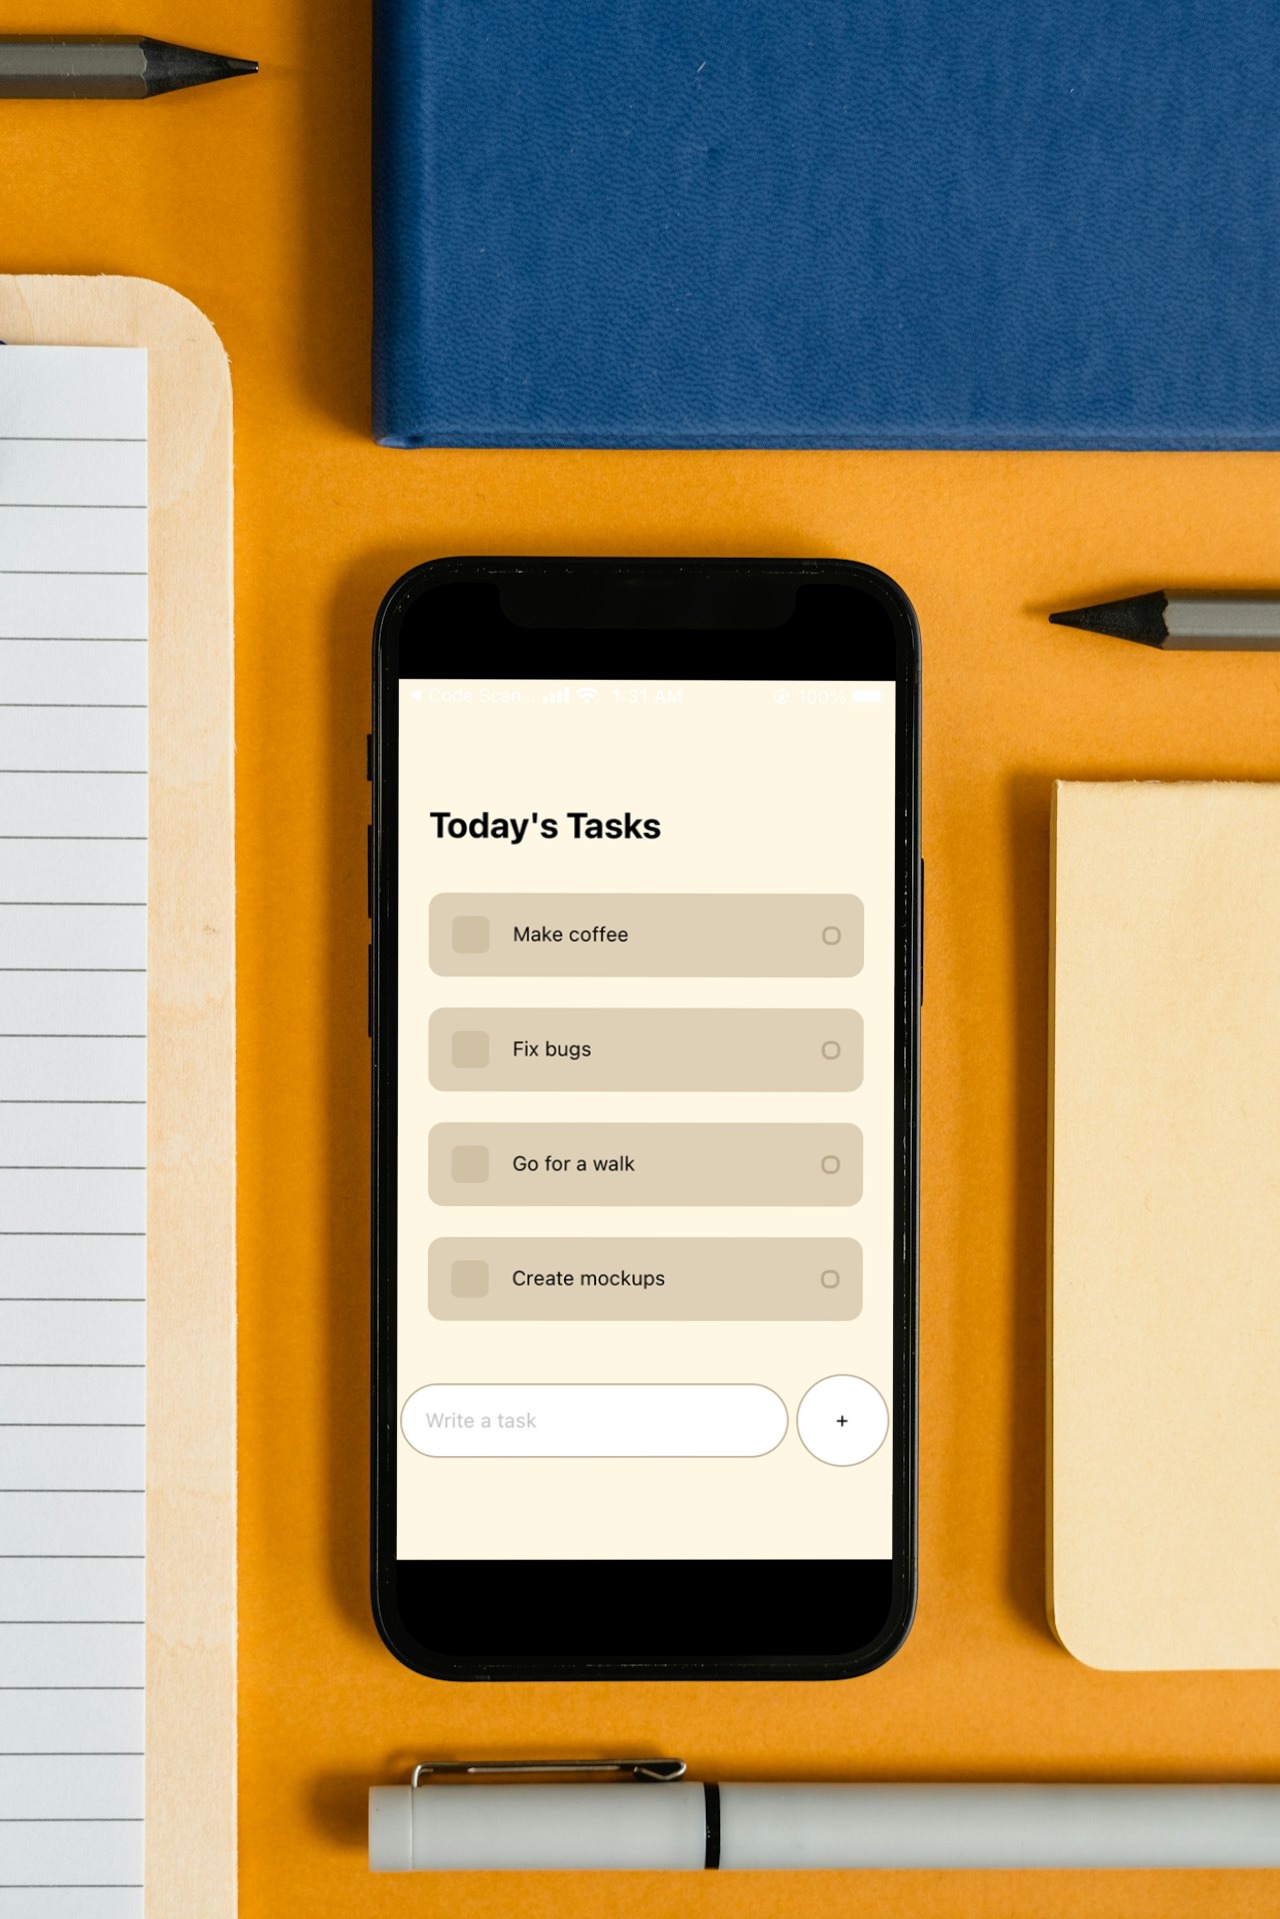 Code Scan... 1:31 AM 100%
Today's Tasks
Make coffee
Fix bugs
Go for a walk
Create mockups
Write a task
+